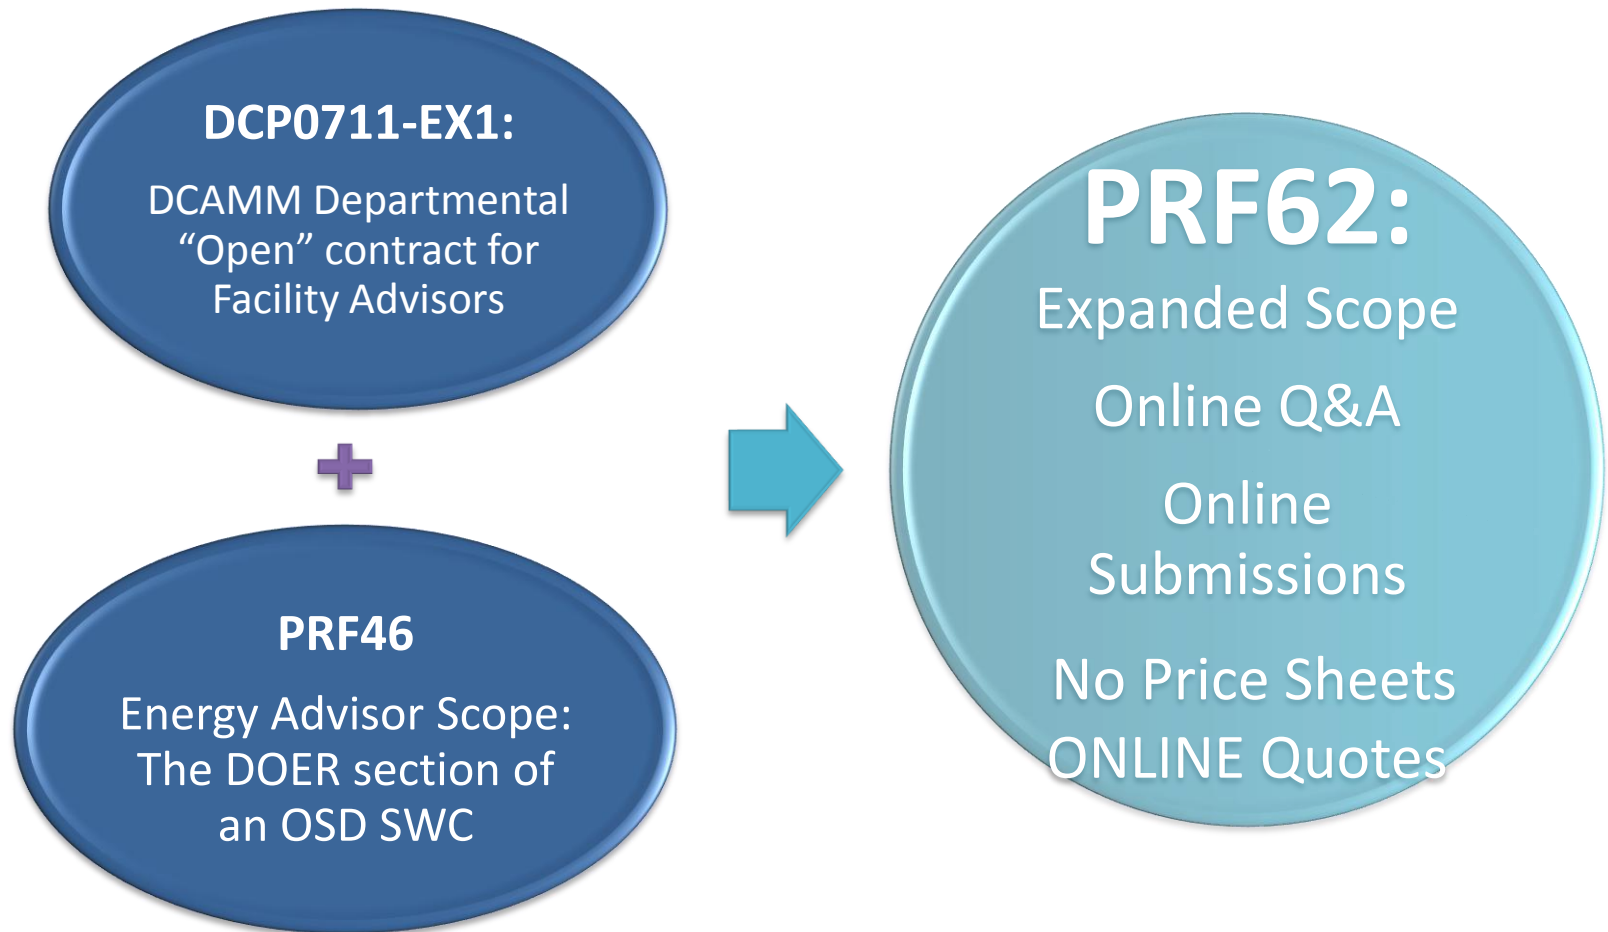 DCP0711-EX1:
DCAMM Departmental
“Open” contract for
Facility Advisors
PRF46
Energy Advisor Scope:
The DOER section of
an OSD SWC
PRF62:
Expanded Scope
Online Q&A
Online
Submissions
No Price Sheets
ONLINE Quotes